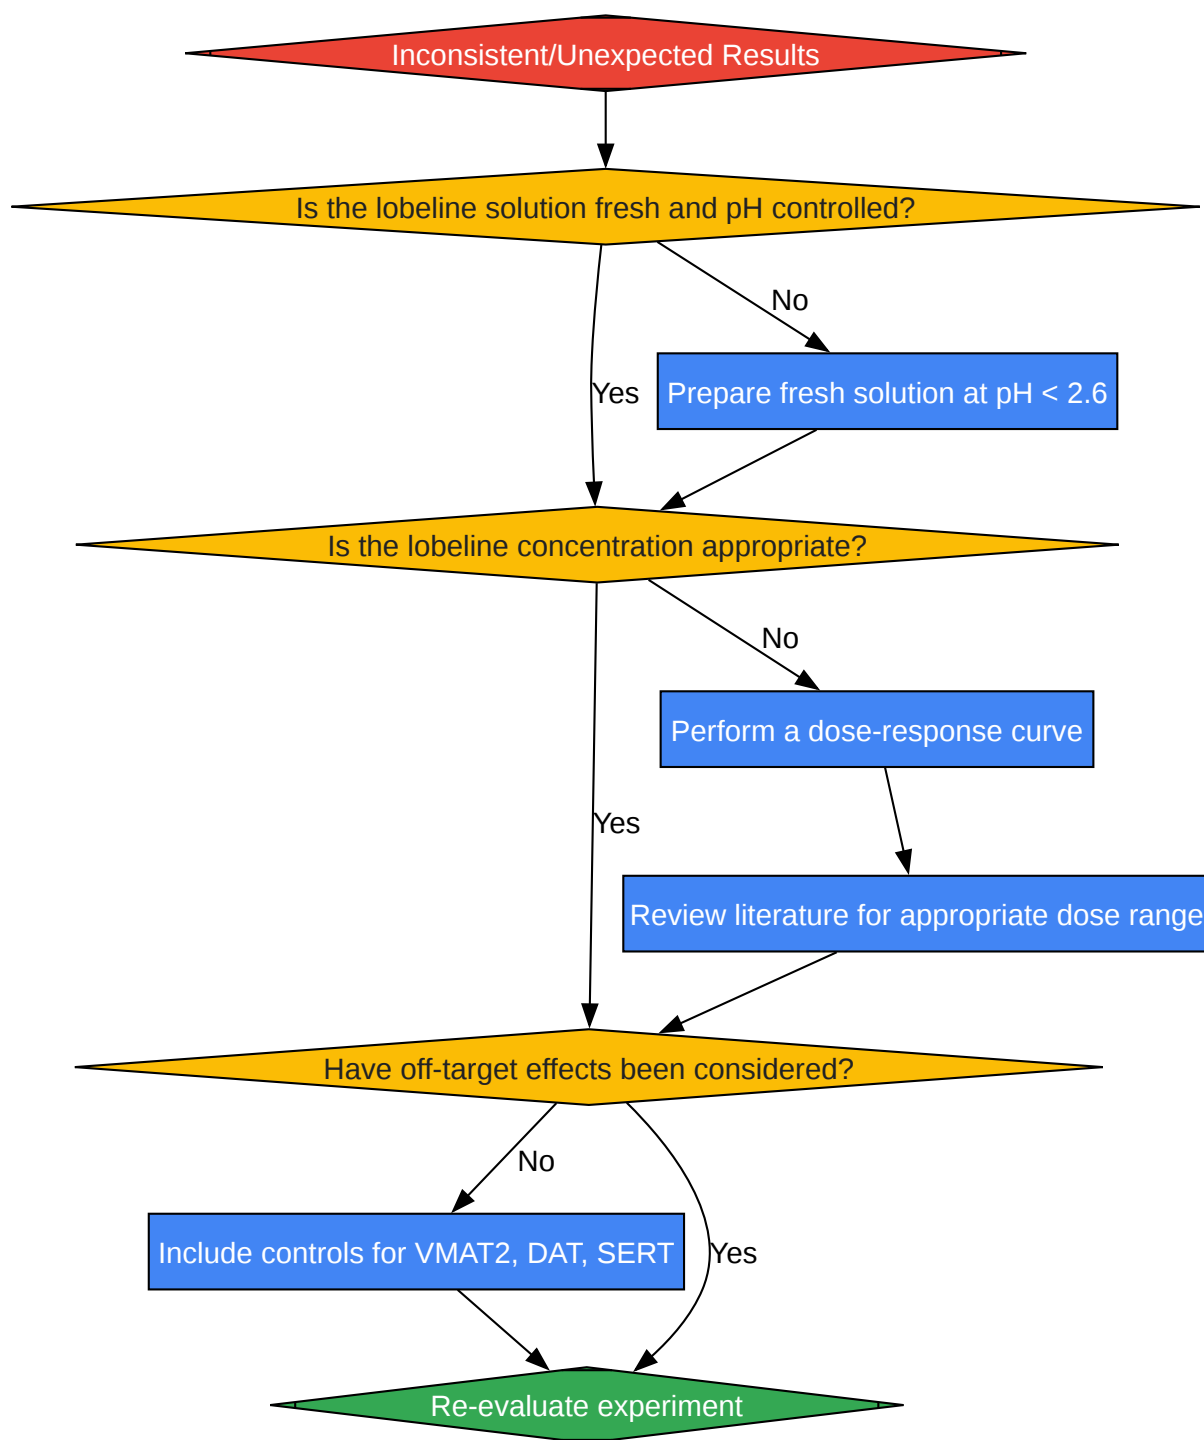 Inconsistent/Unexpected Results
Is the lobeline solution fresh and pH controlled?
No
Yes
Prepare fresh solution at pH < 2.6
Is the lobeline concentration appropriate?
No
Perform a dose-response curve
Yes
Review literature for appropriate dose range
Have off-target effects been considered?
No
Include controls for VMAT2, DAT, SERT
Yes
Re-evaluate experiment